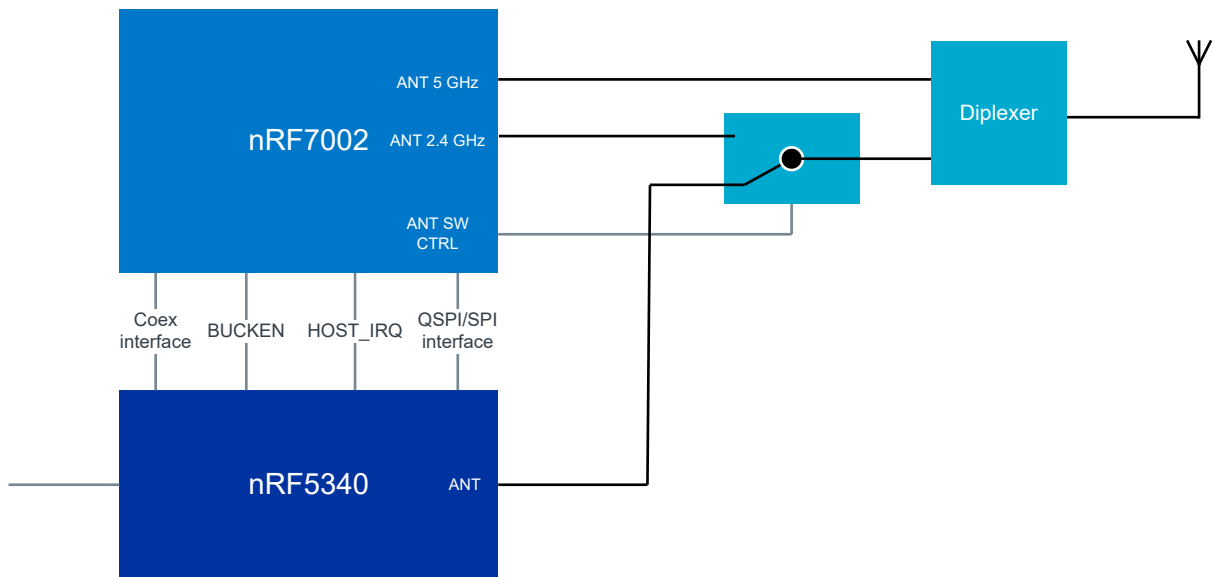 ANT 5 GHz
Diplexer
nRF7002
ANT 2.4 GHz
ANT SW
CTRL
Coex
interface
BUCKEN
HOST_IRQ
QSPI/SPI
interface
nRF5340
ANT